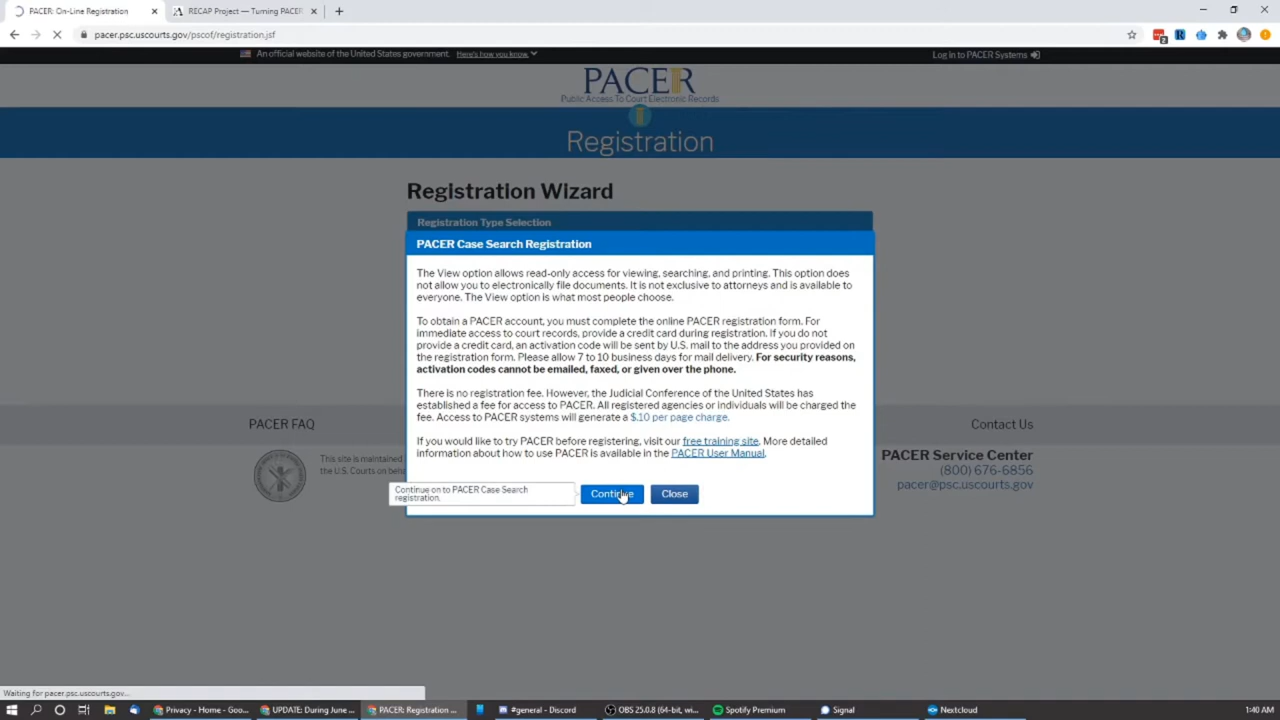 PACER: On-Line Registration
RECAP Project — Turning PACER
pacer.psc.uscourts.gov/pscof/registration.jsf
2
An official website of the United States government. Here's how you know.
Log in to PACER Systems
PACER
Public Access To Court Electronic Records
Registration
Registration Wizard
Registration Type Selection
PACER Case Search Registration
The View option allows read-only access for viewing, searching, and printing. This option does
not allow you to electronically file documents. It is not exclusive to attorneys and is available to
everyone. The View option is what most people choose.
To obtain a PACER account, you must complete the online PACER registration form. For
immediate access to court records, provide a credit card during registration. If you do not
provide a credit card, an activation code will be sent by U.S. mail to the address you provided on
the registration form. Please allow 7 to 10 business days for mail delivery. For security reasons,
activation codes cannot be emailed, faxed, or given over the phone.
There is no registration fee. However, the Judicial Conference of the United States has
established a fee for access to PACER. All registered agencies or individuals will be charged the
fee. Access to PACER systems will generate a $.10 per page charge.
If you would like to try PACER before registering, visit our free training site. More detailed
information about how to use PACER is available in the PACER User Manual.
Continue on to PACER Case Search
registration.
Continue
Close
PACER FAQ
Contact Us
This site is maintained
the U.S. Courts on beha
PACER Service Center
(800) 676-6856
pacer@psc.uscourts.gov
Waiting for pacer.psc.uscourts.gov...
Privacy - Home - Goo...
UPDATE: During June ...
PACER: Registration ...
#general - Discord
OBS 25.0.8 (64-bit, wi...
Spotify Premium
Signal
Nextcloud
1:40 AM